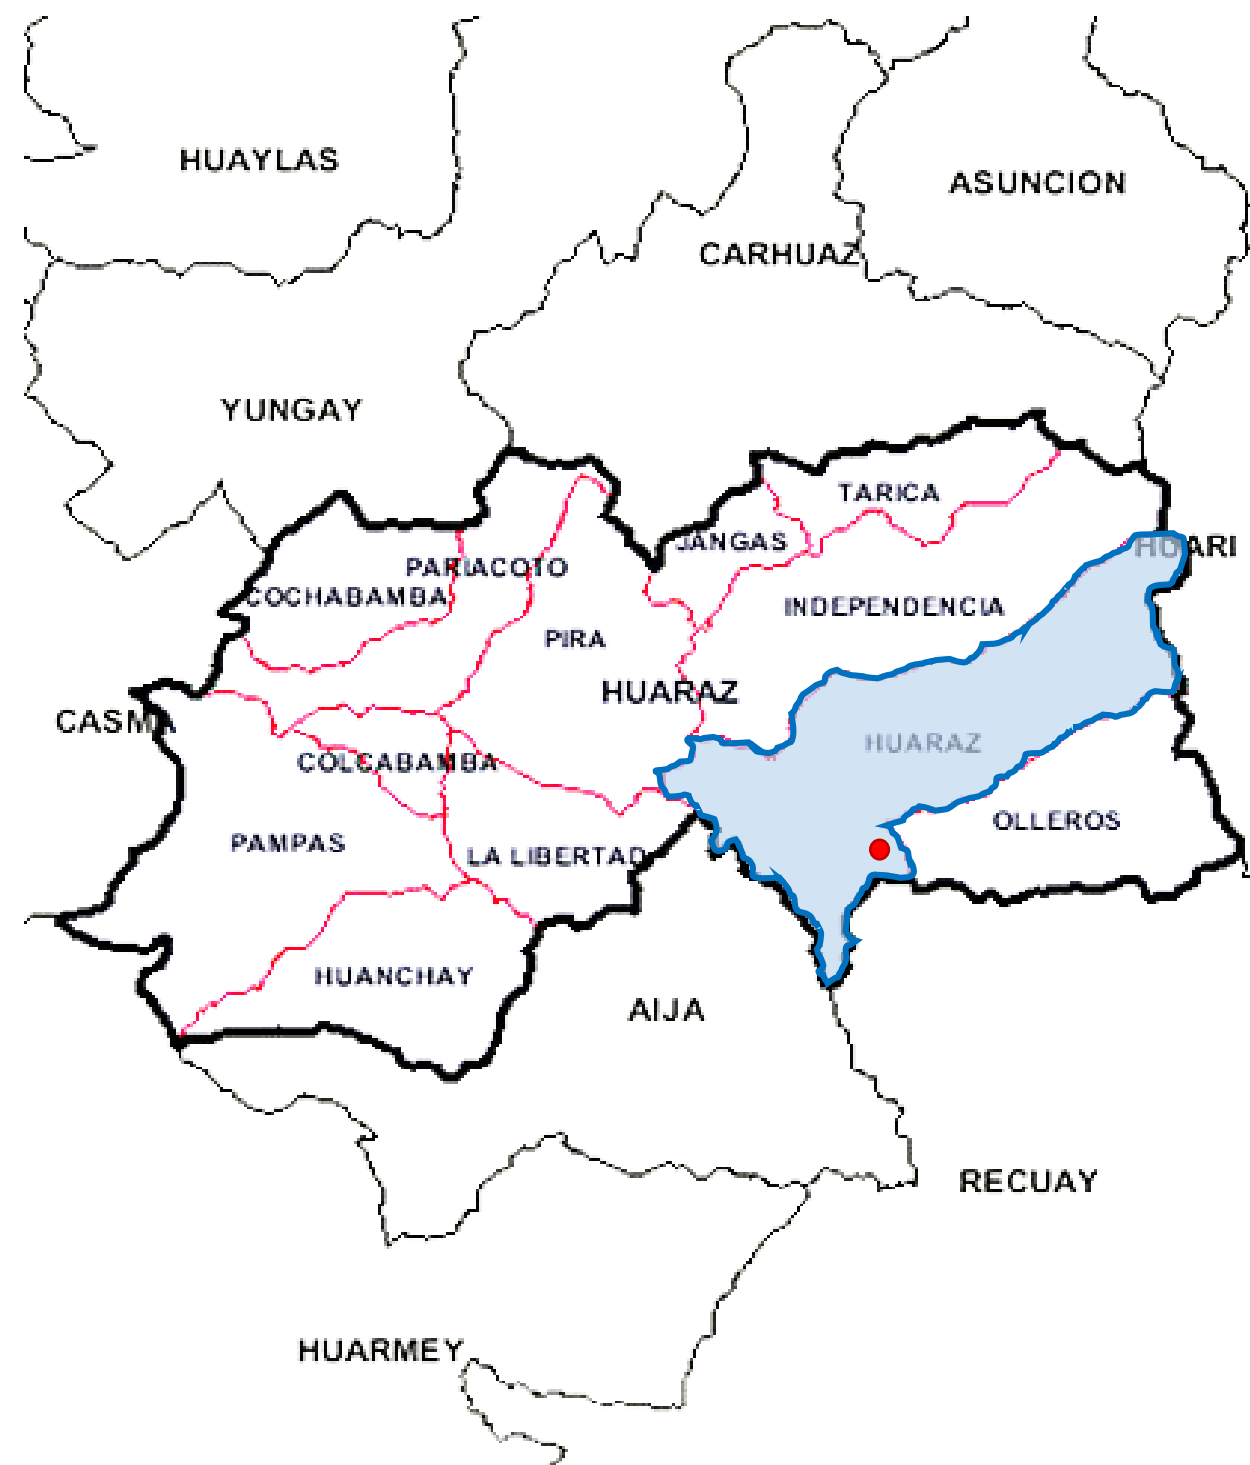 HUAYLAS
ASUNCION
CARHUAZ
YUNGAY
TARICA
JANGAS
HUARI
PARIACOTO
COCHABAMBA
INDEPENDENCIA
PIRA
HUARAZ
CASMA
HUARAZ
COLCABAMBA
OLLEROS
PAMPAS
LA LIBERTAD
HUANCHAY
AIJA
RECUAY
HUARMEY